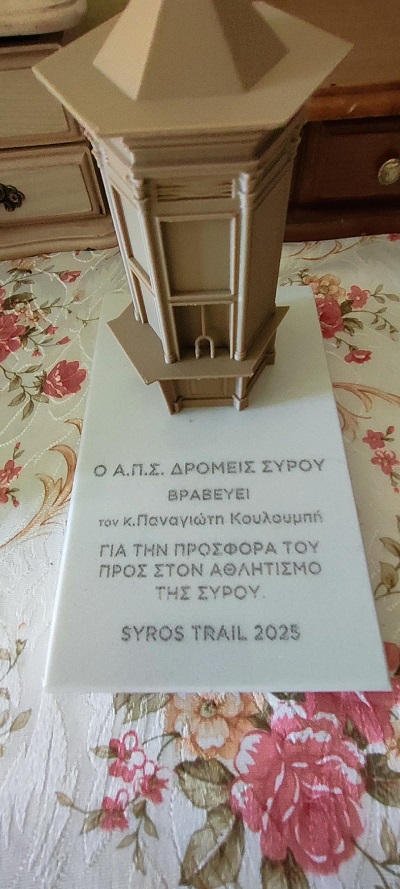 Ο Α.Π.Σ. ΔΡΟΜΕΙΣ ΣΥΡΟΥ
ΒΡΑΒΕΥΕΙ
τον κ.Παναγιώτη Κουλουμπή
ΓΙΑ ΤΗΝ ΠΡΟΣΦΟΡΑ ΤΟΥ
ΠΡΟΣ ΣΤΟΝ ΑΘΛΗΤΙΣΜΟ
ΤΗΣ ΣΥΡΟΥ.
SYROS TRAIL 2025